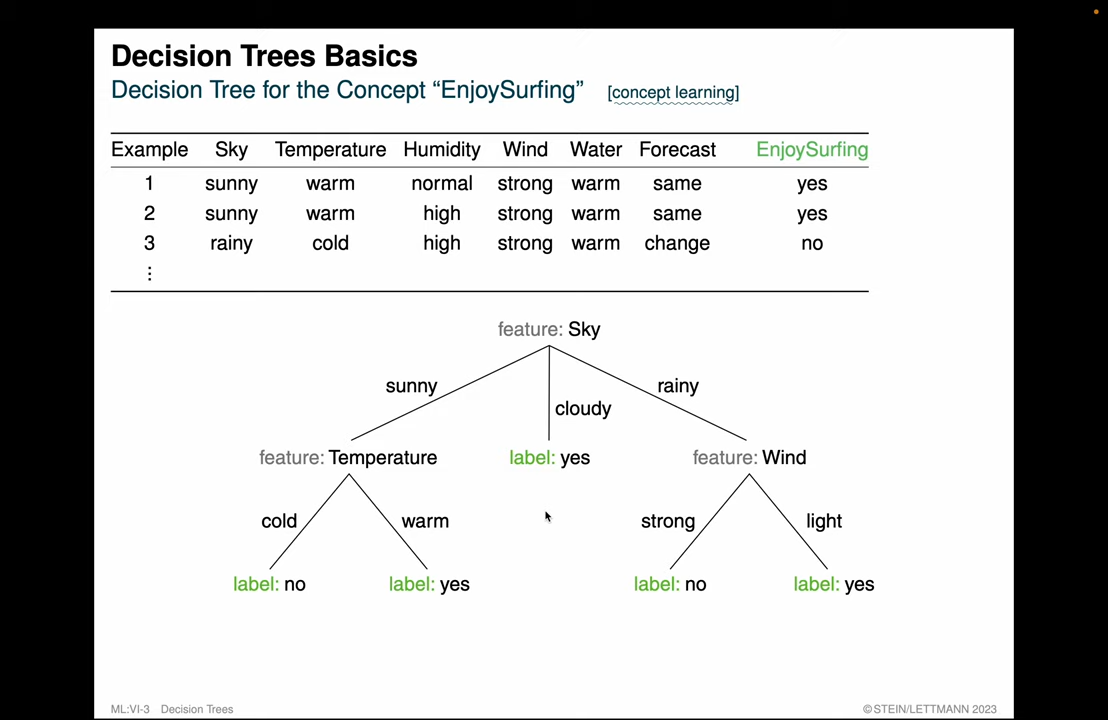 Decision Trees Basics
Decision Tree for the Concept “EnjoySurfing” [concept learning]
Example Sky Temperature Humidity Wind Water Forecast EnjoySurfing
1 sunny warm normal strong warm same yes
2 sunny warm high strong warm same yes
3 rainy cold high strong warm change no
⋮
feature: Sky
sunny cloudy rainy
feature: Temperature label: yes feature: Wind
cold warm strong light
label: no label: yes label: no label: yes
ML:VI-3 Decision Trees ©STEIN/LETTMANN 2023